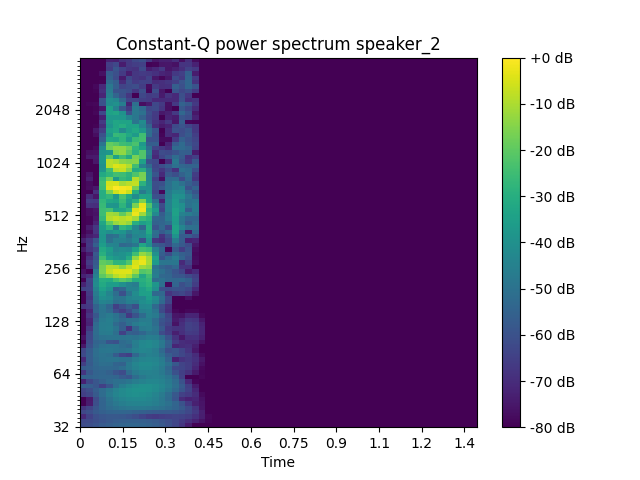 Constant-Q power spectrum speaker_2
Hz
2048
1024
512
256
128
64
32
0 0.15 0.3 0.45 0.6 0.75 0.9 1.1 1.2 1.4
Time
+0 dB
-10 dB
-20 dB
-30 dB
-40 dB
-50 dB
-60 dB
-70 dB
-80 dB